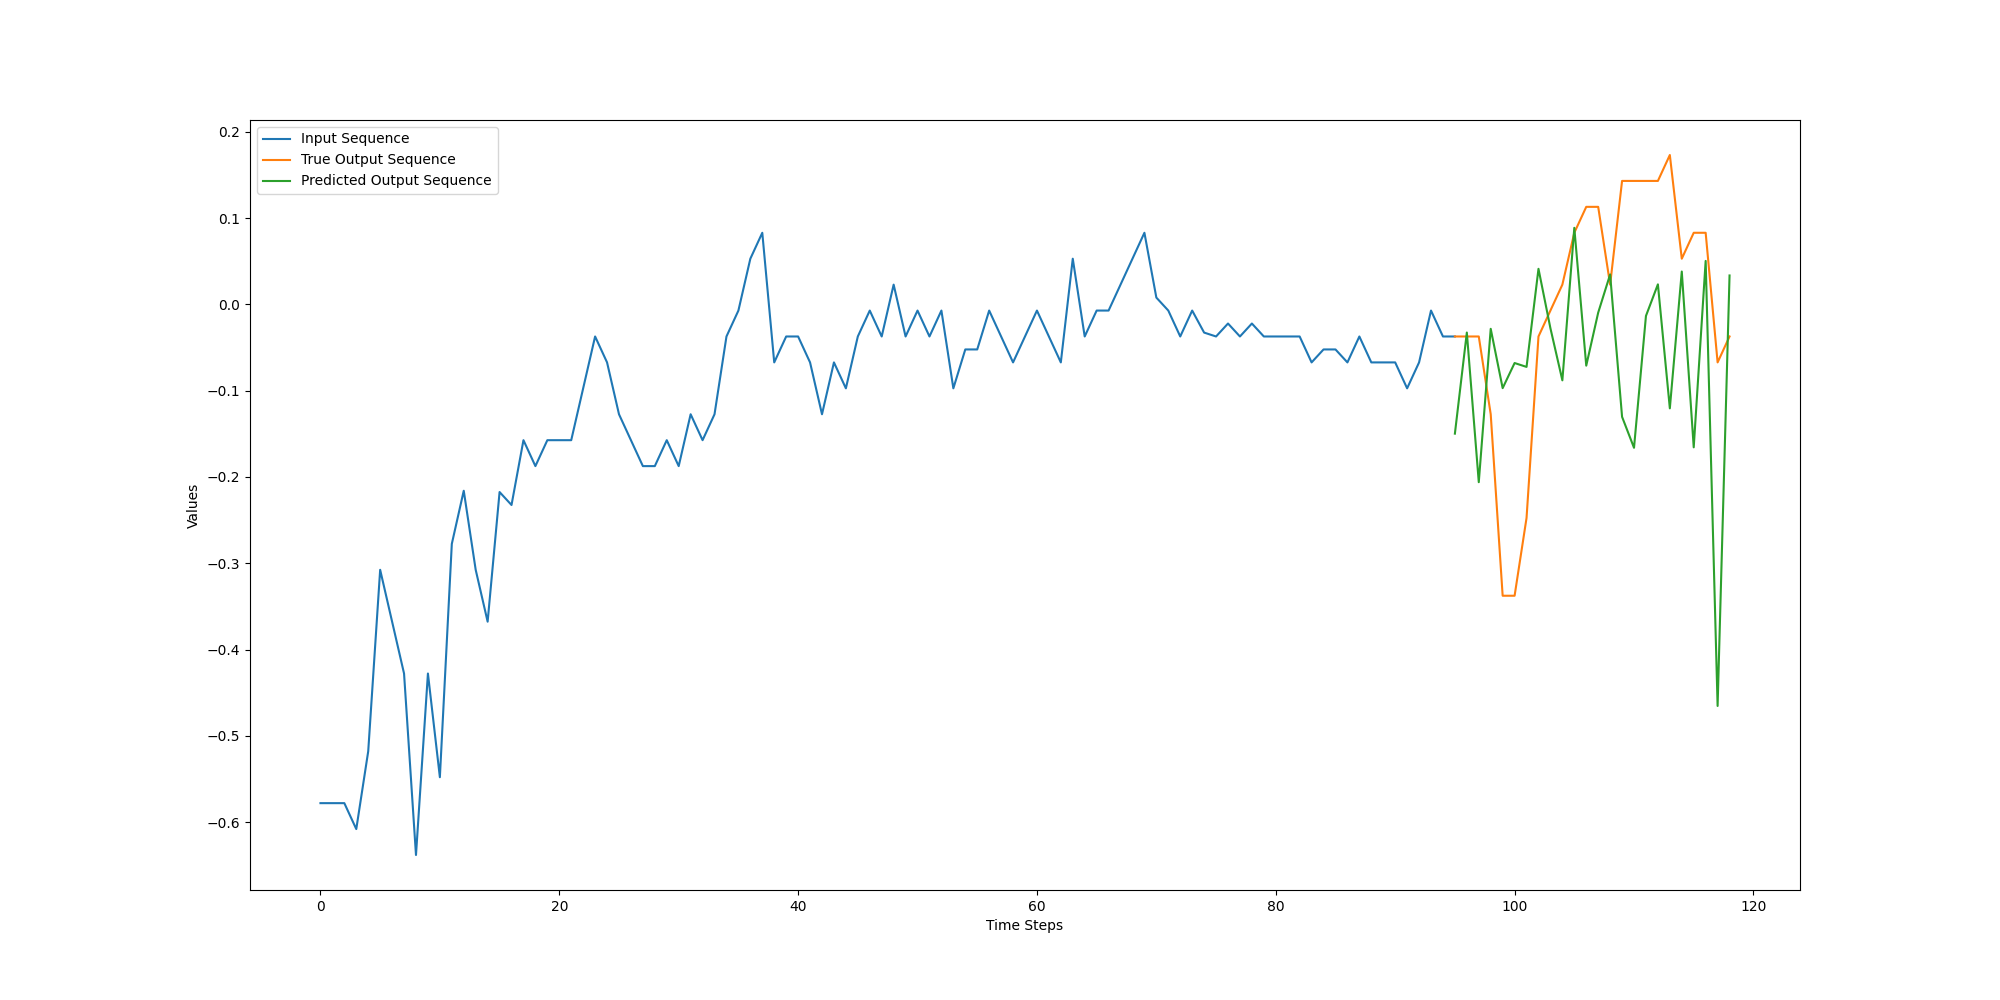 Input Sequence
True Output Sequence
Predicted Output Sequence
0.2
0.1
0.0
−0.1
−0.2
−0.3
−0.4
−0.5
−0.6
Values
0 20 40 60 80 100 120
Time Steps